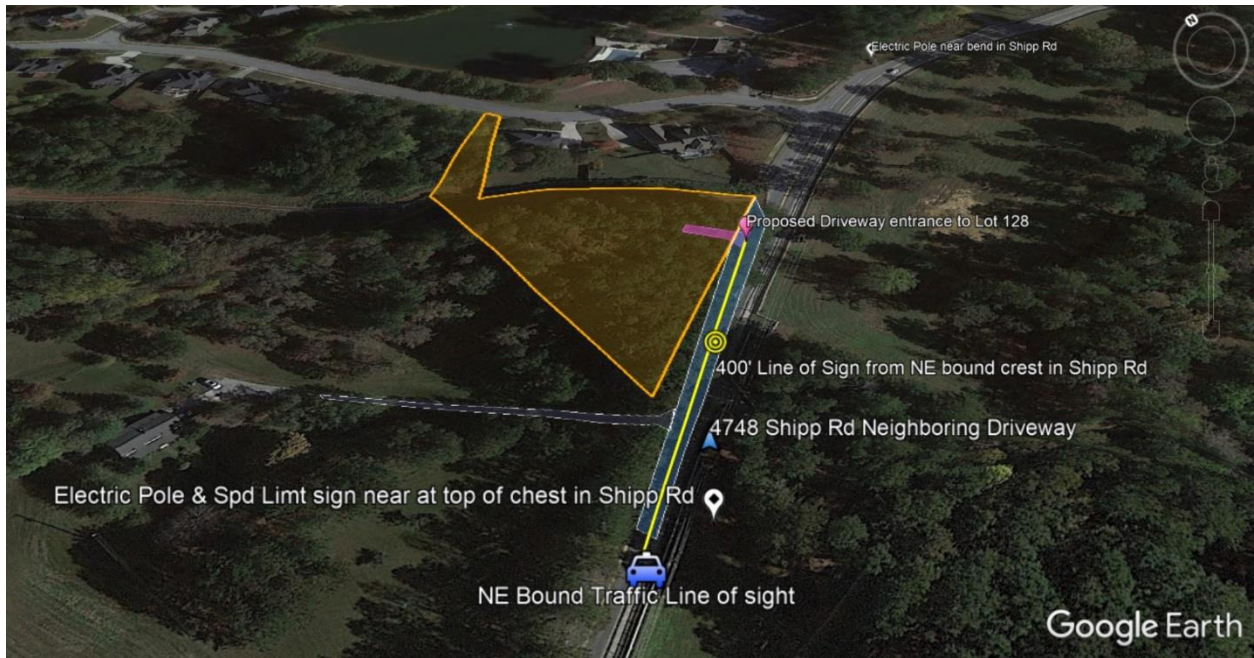 Electric Pole near bend in Shipp Rd
Proposed Driveway entrance to Lot 128
400' Line of Sign from NE bound crest in Shipp Rd
4748 Shipp Rd Neighboring Driveway
Electric Pole & Spd Limt sign near at top of chest in Shipp Rd
NE Bound Traffic Line of sight
Google Earth
N